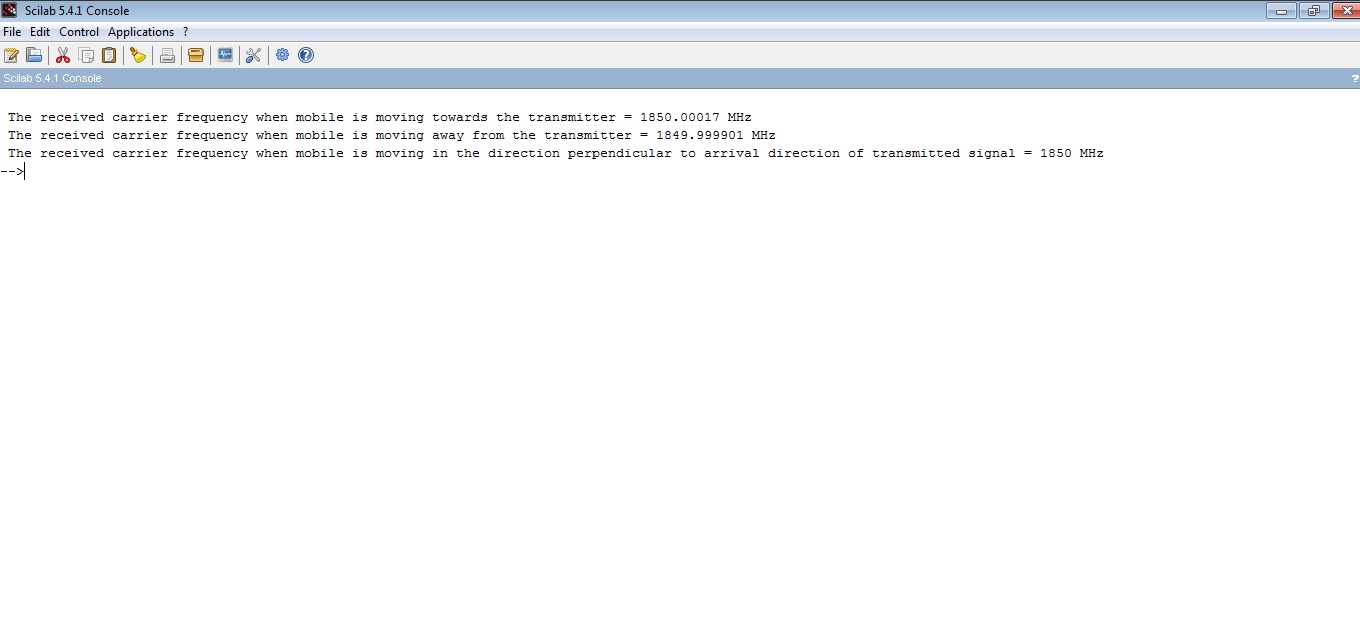 Scilab 5.4.1 Console
File Edit Control Applications ?
Scilab 5.4.1 Console ?
The received carrier frequency when mobile is moving towards the transmitter = 1850.00017 MHz
The received carrier frequency when mobile is moving away from the transmitter = 1849.999901 MHz
The received carrier frequency when mobile is moving in the direction perpendicular to arrival direction of transmitted signal = 1850 MHz
-->